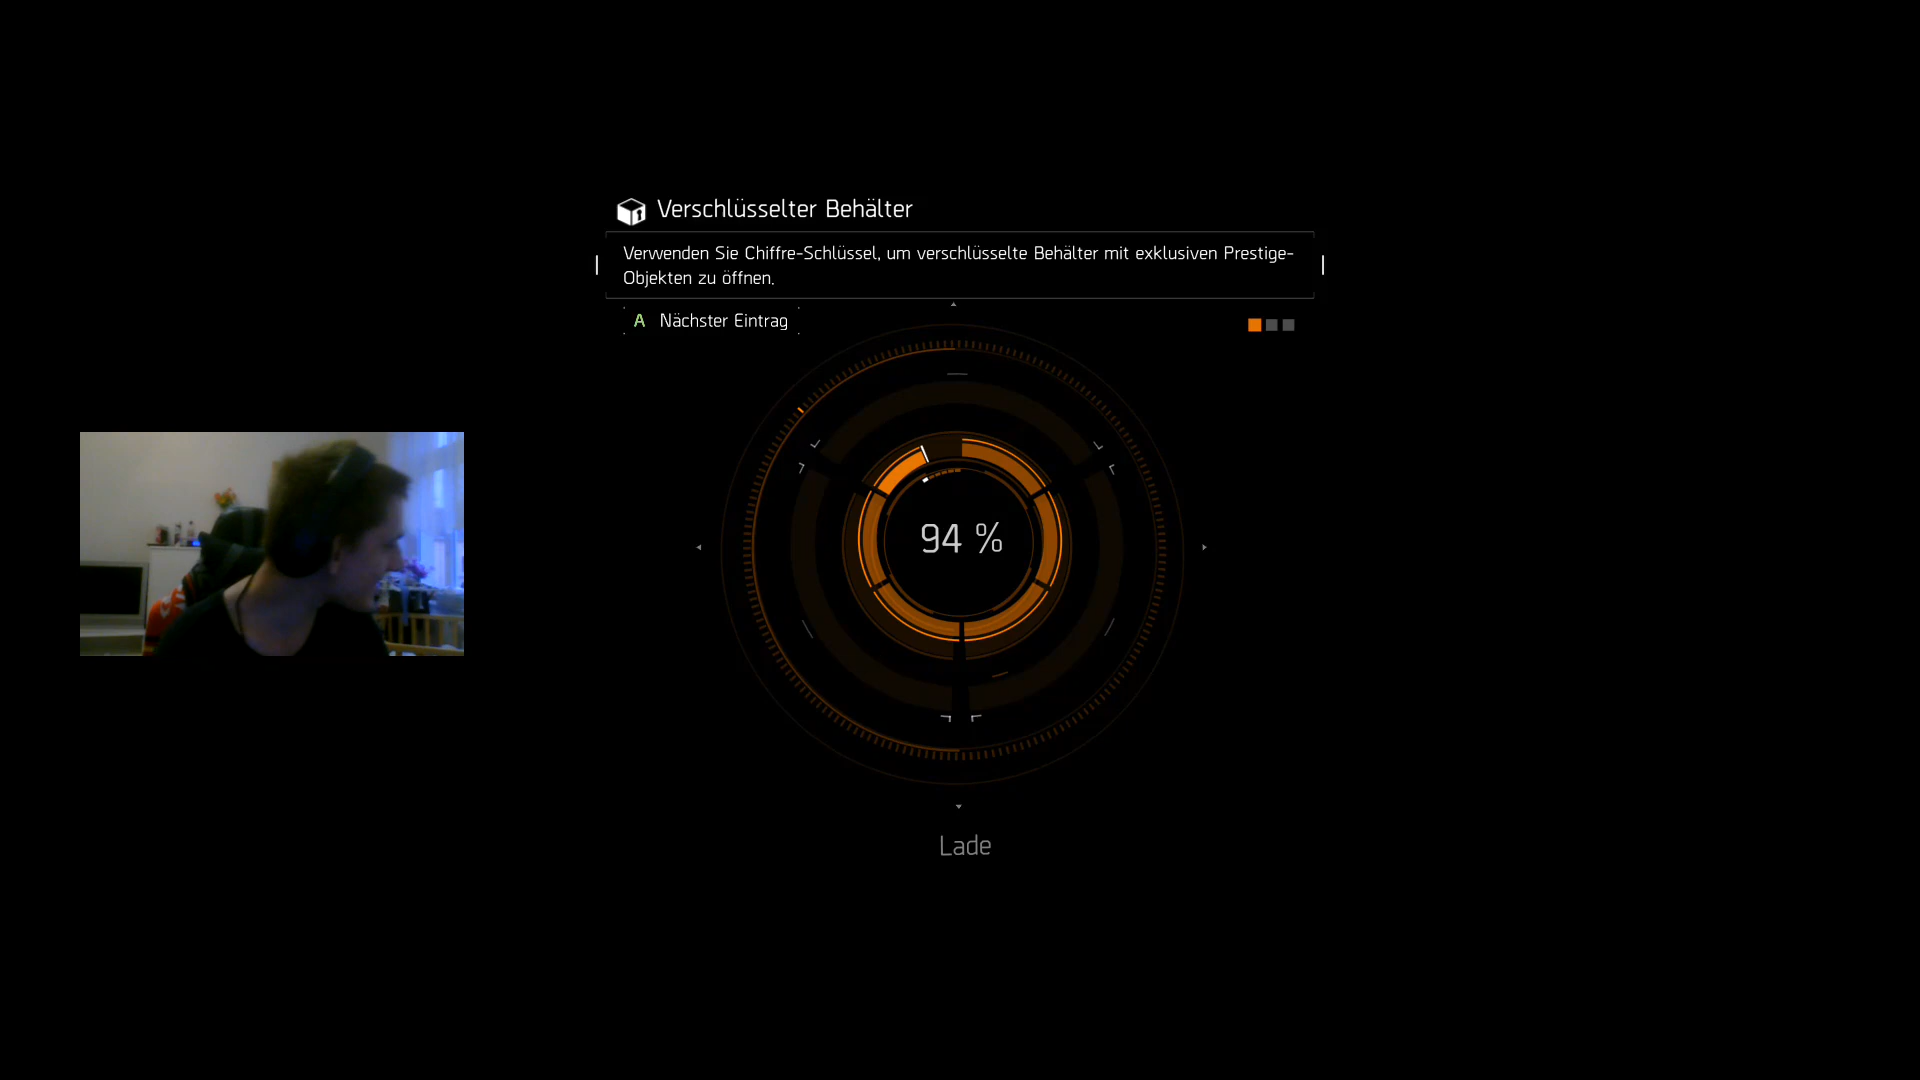 Verschlüsselter Behälter
Verwenden Sie Chiffre-Schlüssel, um verschlüsselte Behälter mit exklusiven Prestige-
Objekten zu öffnen.
A Nächster Eintrag
94 %
Lade